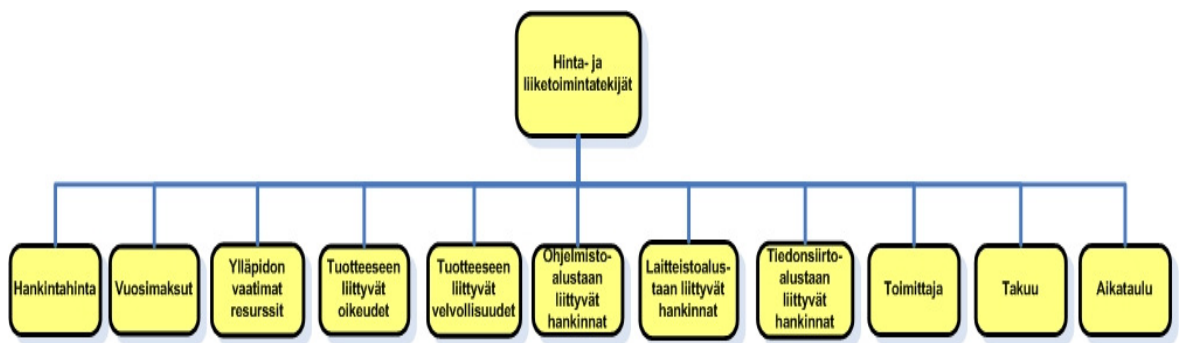 Hinta- ja
liiketoimintatekijät
Hankintahinta
Vuosimaksut
Ylläpidon
vaatimat
resurssit
Tuotteeseen
liittyvät
oikeudet
Tuotteeseen
liittyvät
velvollisuudet
Ohjelmisto-
alustaan
liittyvät
hankinnat
Laitteistoalus-
taan liittyvät
hankinnat
Tiedonsiirto-
alustaan
liittyvät
hankinnat
Toimittaja
Takuu
Aikataulu